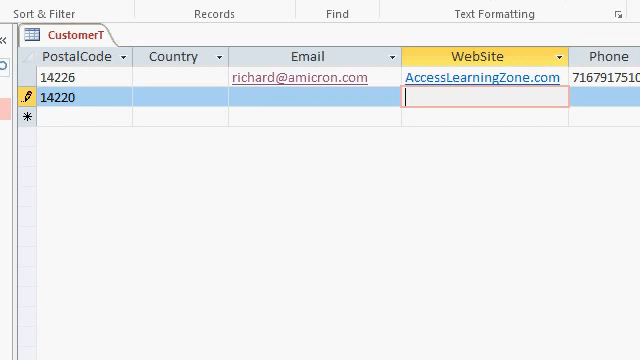 Sort & Filter Records Find Text Formatting
CustomerT
PostalCode Country Email WebSite Phone
14226 richard@amicron.com AccessLearningZone.com 7167917510
14220